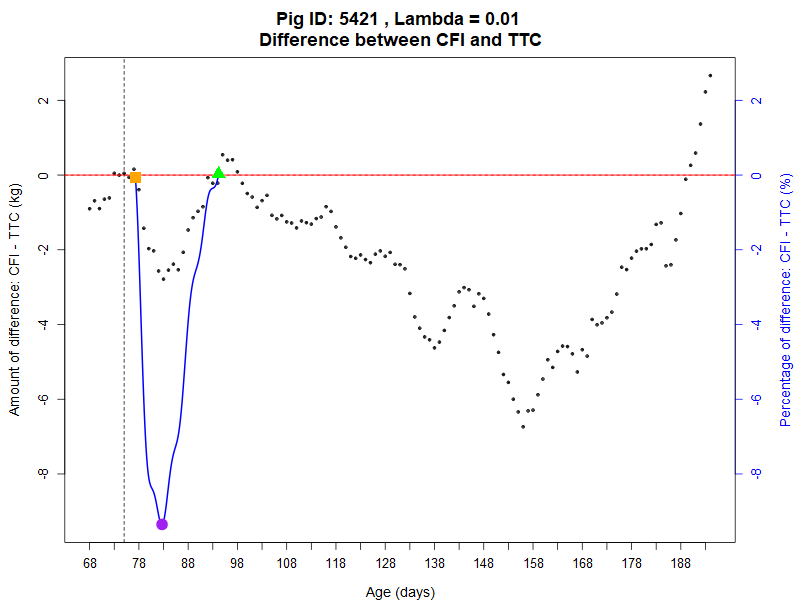 Pig ID: 5421 , Lambda = 0.01
Difference between CFI and TTC
Amount of difference: CFI - TTC (kg)
2
0
-2
-4
-6
-8
2
0
-2
-4
-6
-8
Percentage of difference: CFI - TTC (%)
68 78 88 98 108 118 128 138 148 158 168 178 188
Age (days)